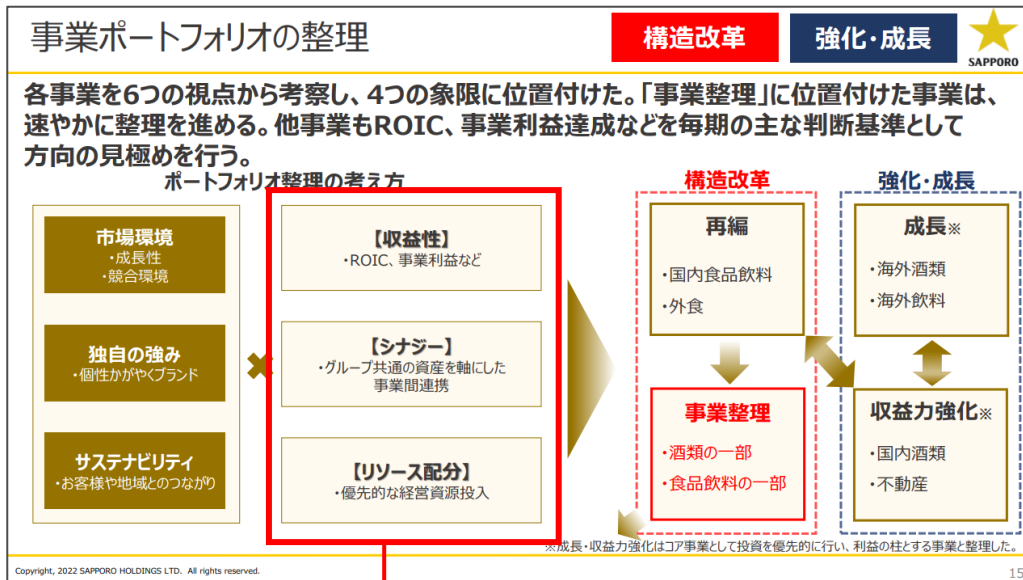 事業ポートフォリオの整理
構造改革
強化・成長
SAPPORO
各事業を6つの視点から考察し、4つの象限に位置付けた。「事業整理」に位置付けた事業は、
速やかに整理を進める。他事業もROIC、事業利益達成などを毎期の主な判断基準として
方向の見極めを行う。
ポートフォリオ整理の考え方
市場環境
・成長性
・競合環境
独自の強み
・個性かがやくブランド
サステナビリティ
・お客様や地域とのつながり
【収益性】
・ROIC、事業利益など
【シナジー】
・グループ共通の資産を軸にした
事業間連携
【リソース配分】
・優先的な経営資源投入
構造改革
再編
・国内食品飲料
・外食
事業整理
・酒類の一部
・食品飲料の一部
強化・成長
成長※
・海外酒類
・海外飲料
収益力強化※
・国内酒類
・不動産
※成長・収益力強化はコア事業として投資を優先的に行い、利益の柱とする事業と整理した。
Copyright, 2022 SAPPORO HOLDINGS LTD. All rights reserved.
15